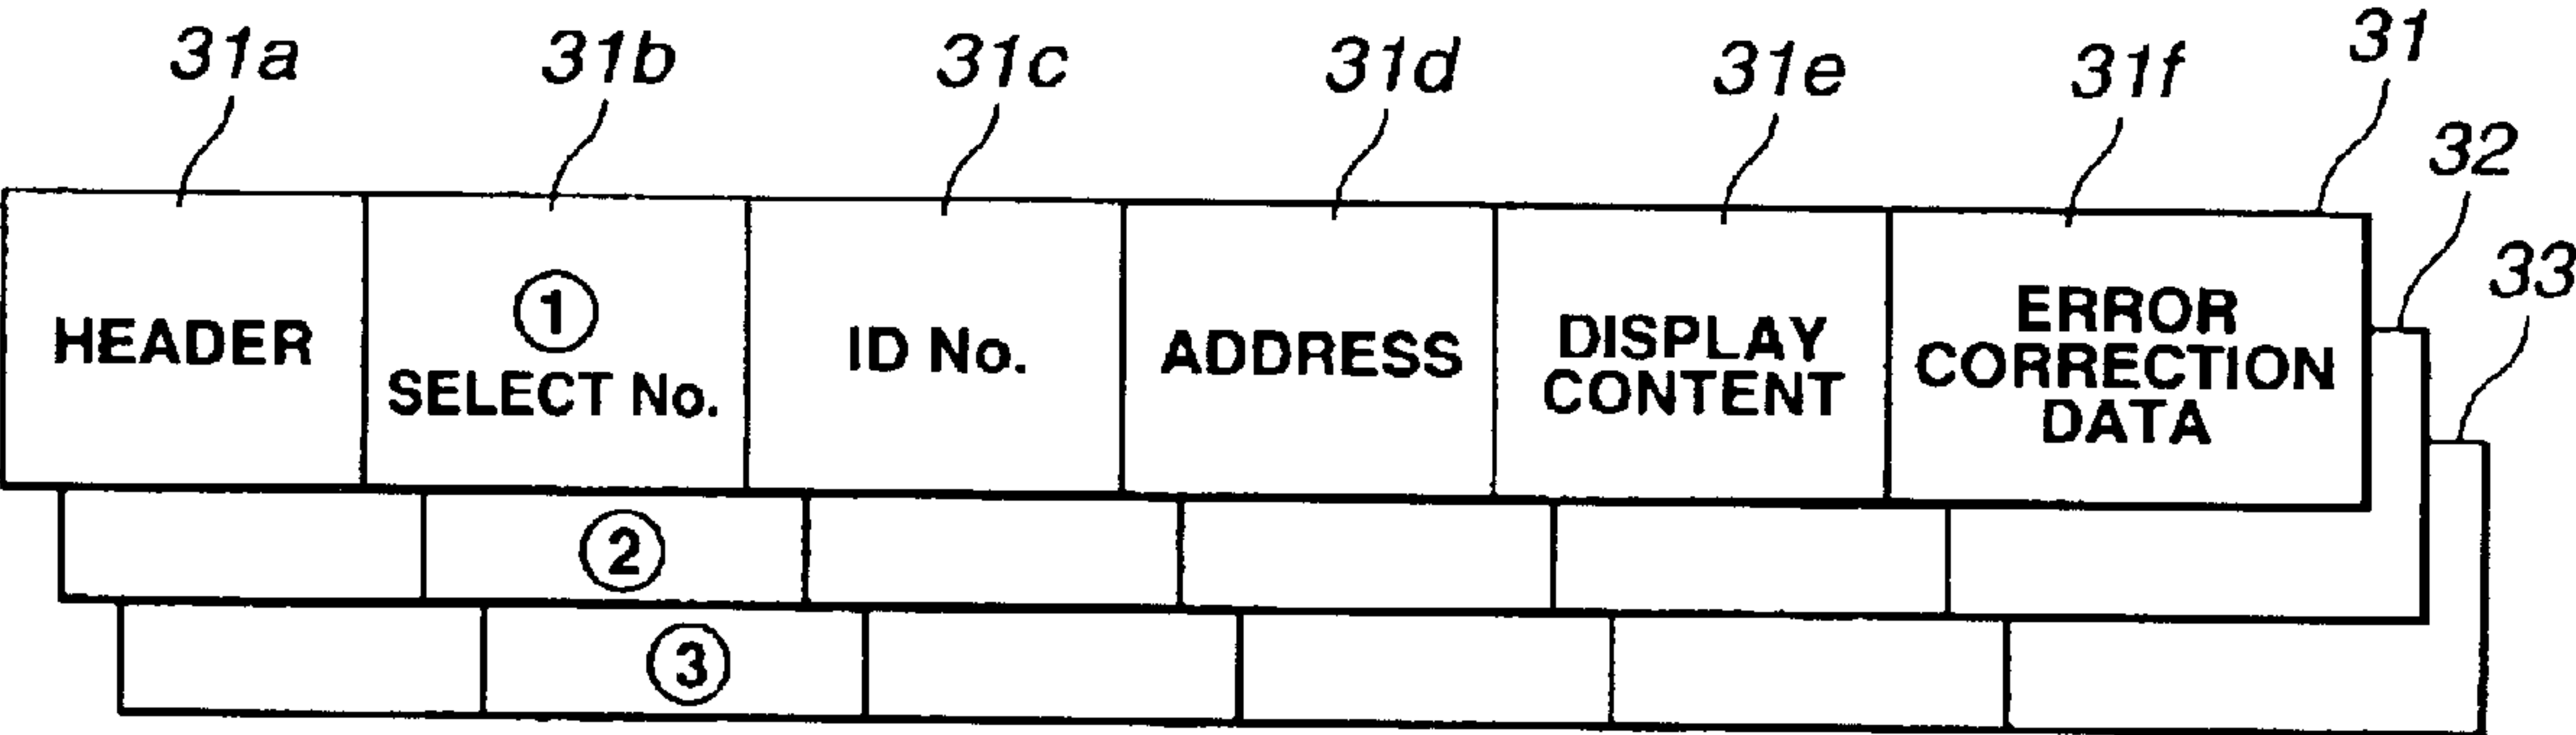 31a 31b 31c 31d 31e 31f 31
32
33
HEADER
① 
SELECT No.
ID No.
ADDRESS
DISPLAY
CONTENT
ERROR
CORRECTION
DATA
②
③